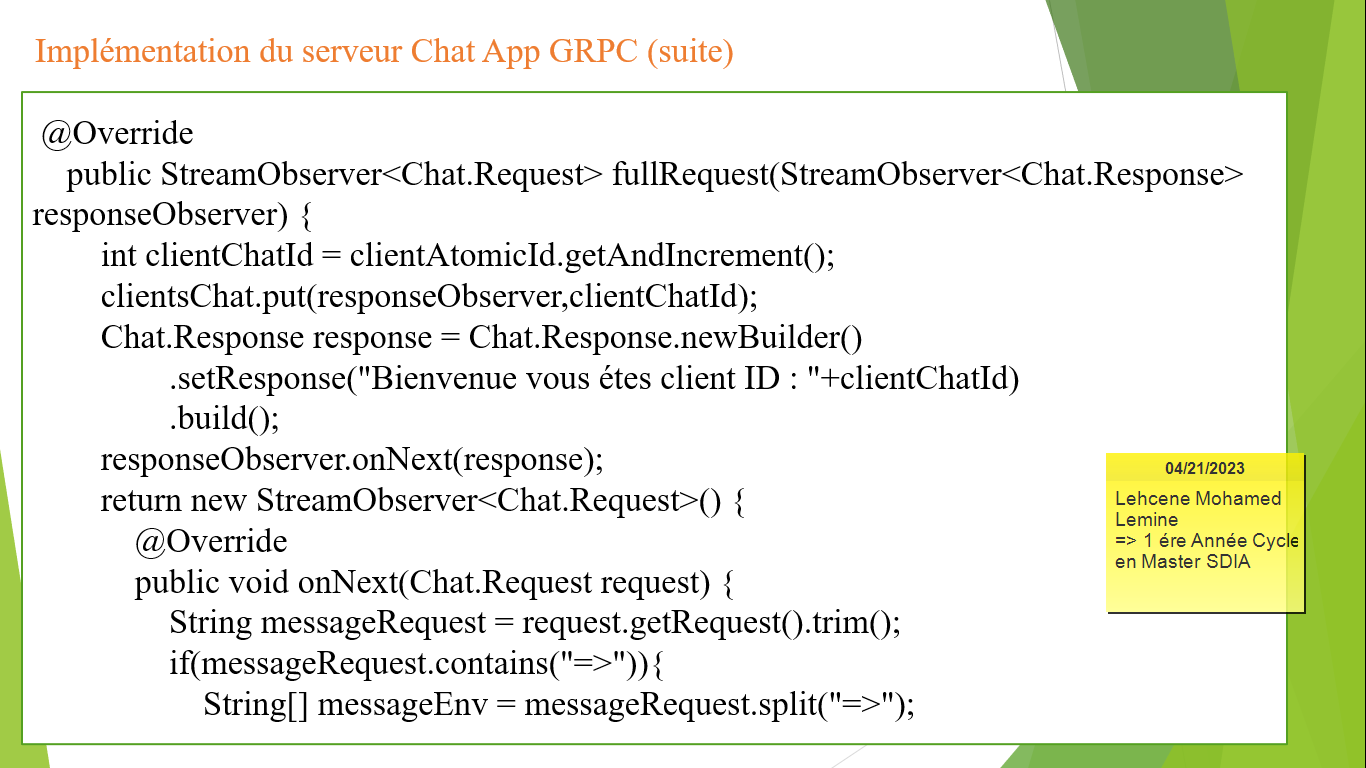 Implémentation du serveur Chat App GRPC (suite)
@Override
public StreamObserver<Chat.Request> fullRequest(StreamObserver<Chat.Response>
responseObserver) {
int clientChatId = clientAtomicId.getAndIncrement();
clientsChat.put(responseObserver,clientChatId);
Chat.Response response = Chat.Response.newBuilder()
.setResponse("Bienvenue vous étes client ID : "+clientChatId)
.build();
responseObserver.onNext(response);
return new StreamObserver<Chat.Request>() {
@Override
public void onNext(Chat.Request request) {
String messageRequest = request.getRequest().trim();
if(messageRequest.contains("=>")){
String[] messageEnv = messageRequest.split("=>");
04/21/2023
Lehcene Mohamed
Lemine
=> 1 ére Année Cycle
en Master SDIA